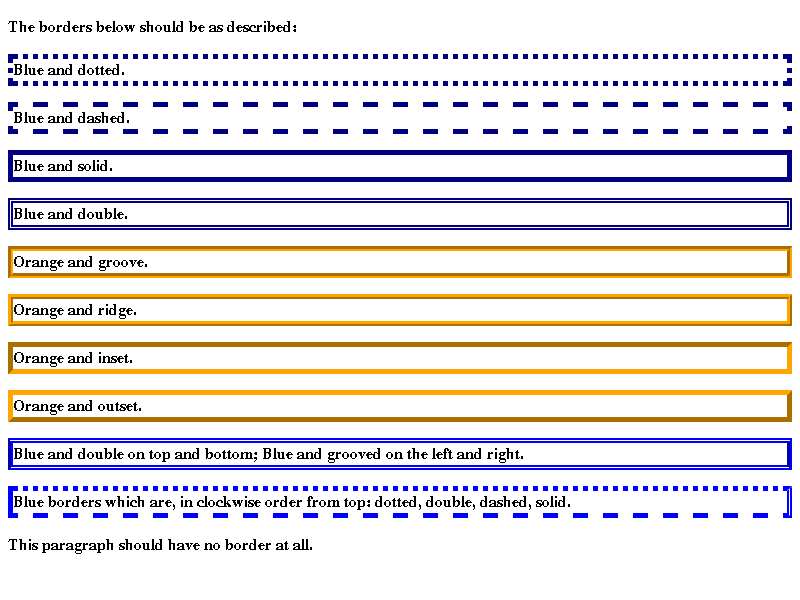 The borders below should be as described:
Blue and dotted.
Blue and dashed.
Blue and solid.
Blue and double.
Orange and groove.
Orange and ridge.
Orange and inset.
Orange and outset.
Blue and double on top and bottom; Blue and grooved on the left and right.
Blue borders which are, in clockwise order from top: dotted, double, dashed, solid.
This paragraph should have no border at all.